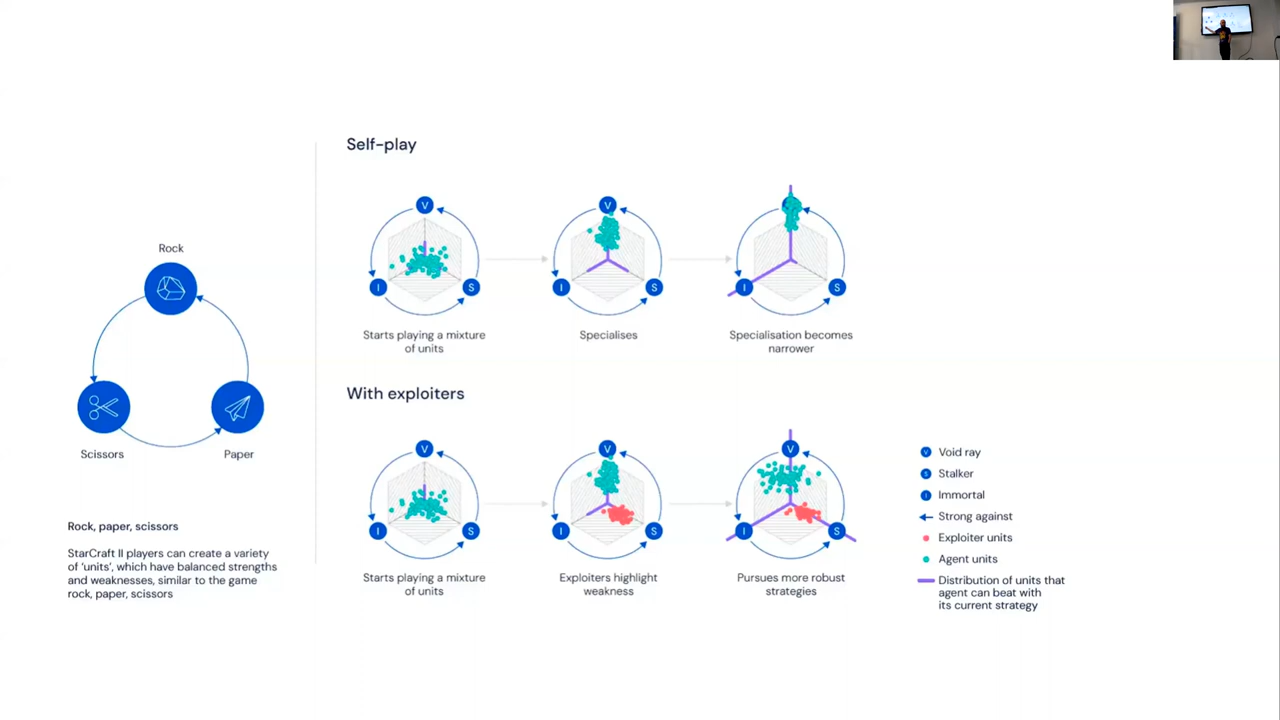 Self-play
Rock
Scissors
Paper
Rock, paper, scissors
StarCraft II players can create a variety
of 'units', which have balanced strengths
and weaknesses, similar to the game
rock, paper, scissors
V
I
S
Starts playing a mixture
of units
V
I
S
Specialises
I
S
Specialisation becomes
narrower
With exploiters
V
I
S
Starts playing a mixture
of units
V
I
S
Exploiters highlight
weakness
V
I
S
Pursues more robust
strategies
V Void ray
S Stalker
I Immortal
Strong against
Exploiter units
Agent units
Distribution of units that
agent can beat with
its current strategy